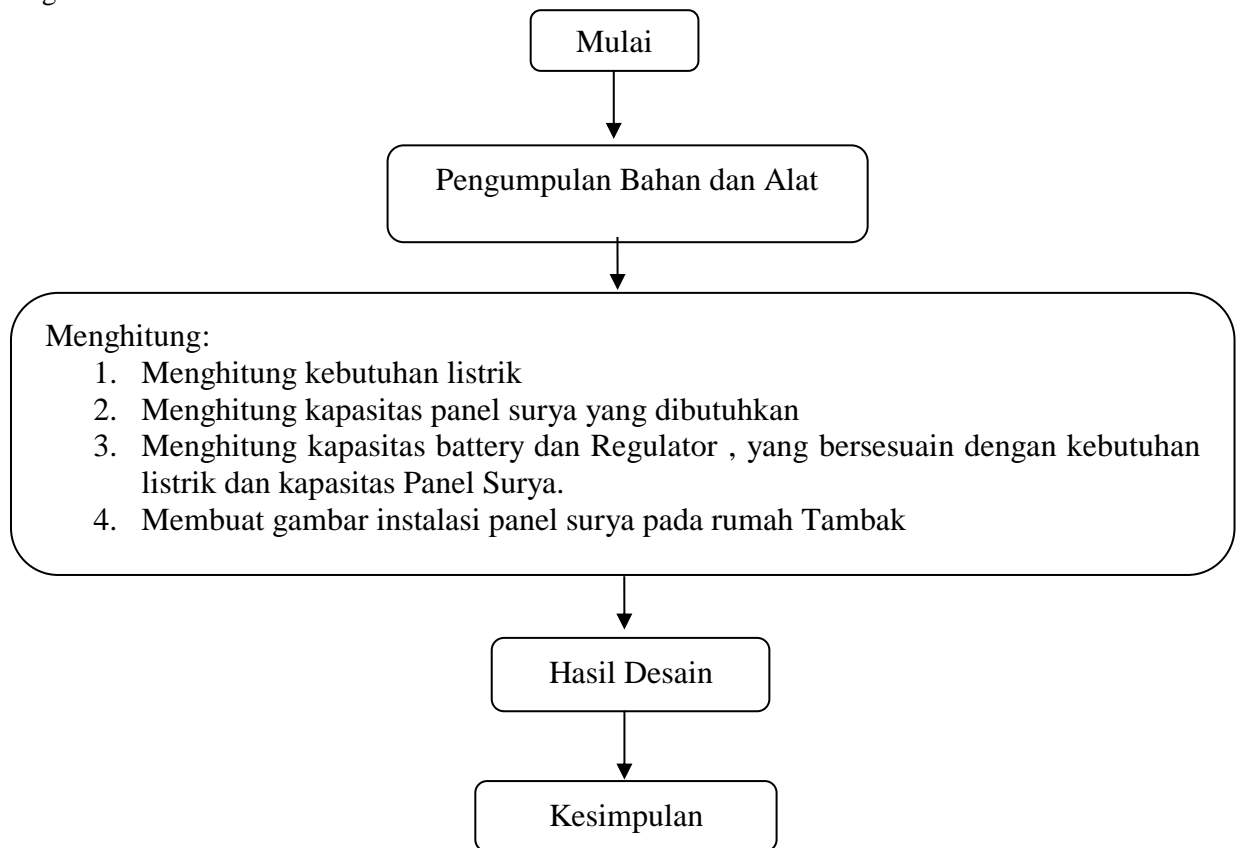 Mulai
Pengumpulan Bahan dan Alat
Menghitung:
1. Menghitung kebutuhan listrik
2. Menghitung kapasitas panel surya yang dibutuhkan
3. Menghitung kapasitas battery dan Regulator , yang bersesuain dengan kebutuhan
listrik dan kapasitas Panel Surya.
4. Membuat gambar instalasi panel surya pada rumah Tambak
Hasil Desain
Kesimpulan